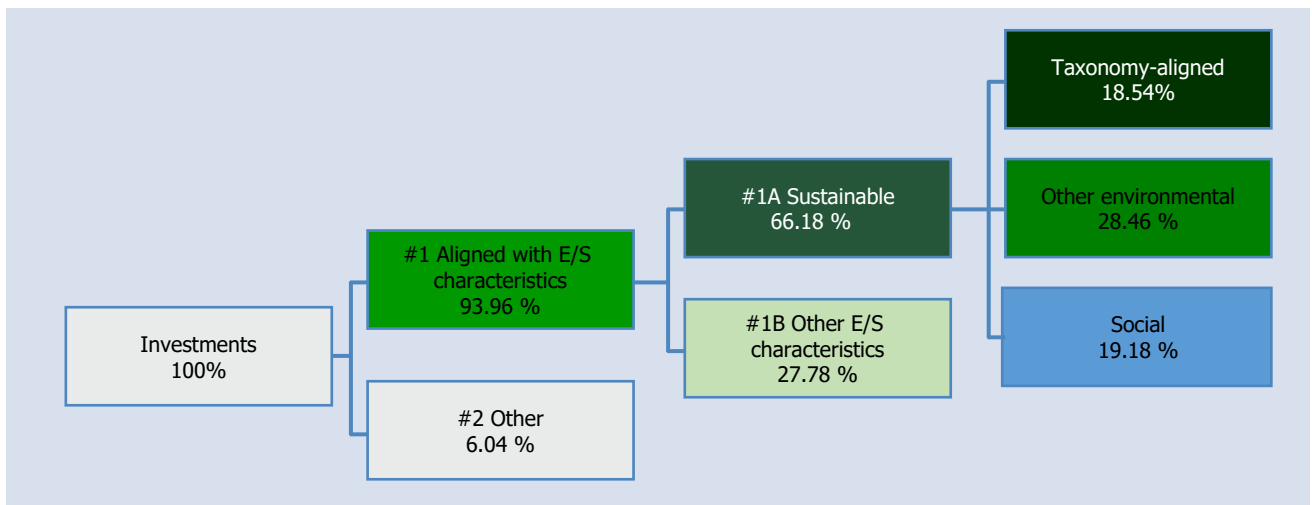 Investments
100%
#1 Aligned with E/S
characteristics
93.96 %
#2 Other
6.04 %
#1A Sustainable
66.18 %
#1B Other E/S
characteristics
27.78 %
Taxonomy-aligned
18.54%
Other environmental
28.46 %
Social
19.18 %